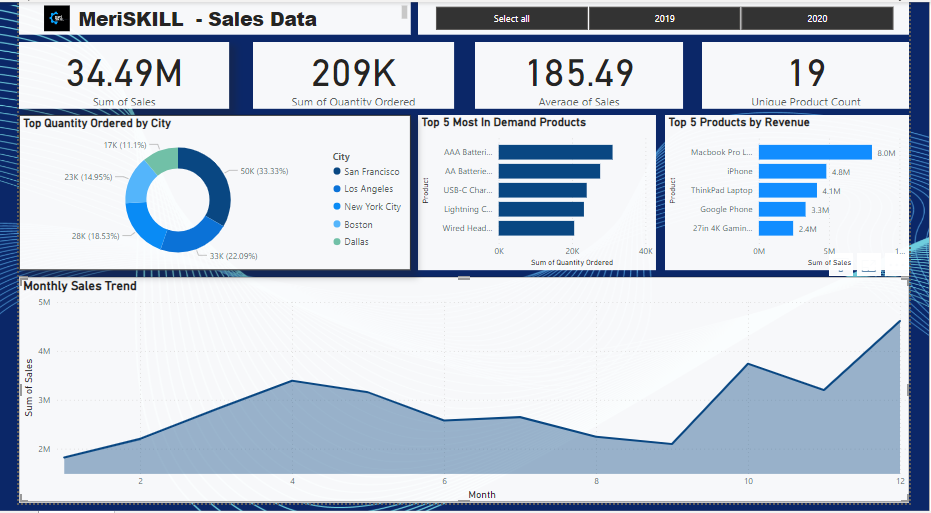 MeriSKILL - Sales Data
Select all
2019
2020
34.49M
Sum of Sales
209K
Sum of Quantity Ordered
185.49
Average of Sales
19
Unique Product Count
Top Quantity Ordered by City
17K (11.1%)
23K (14.95%)
28K (18.53%)
50K (33.33%)
33K (22.09%)
City
San Francisco
Los Angeles
New York City
Boston
Dallas
Top 5 Most In Demand Products
Product
AAA Batteri...
AA Batterie...
USB-C Char...
Lightning C...
Wired Head...
0K 20K 40K
Sum of Quantity Ordered
Top 5 Products by Revenue
Product
Macbook Pro L... 8.0M
iPhone 4.8M
ThinkPad Laptop 4.1M
Google Phone 3.3M
27in 4K Gamin... 2.4M
0M 5M 1...
Sum of Sales
Monthly Sales Trend
Sum of Sales
5M
4M
3M
2M
2 4 6 8 10 12
Month